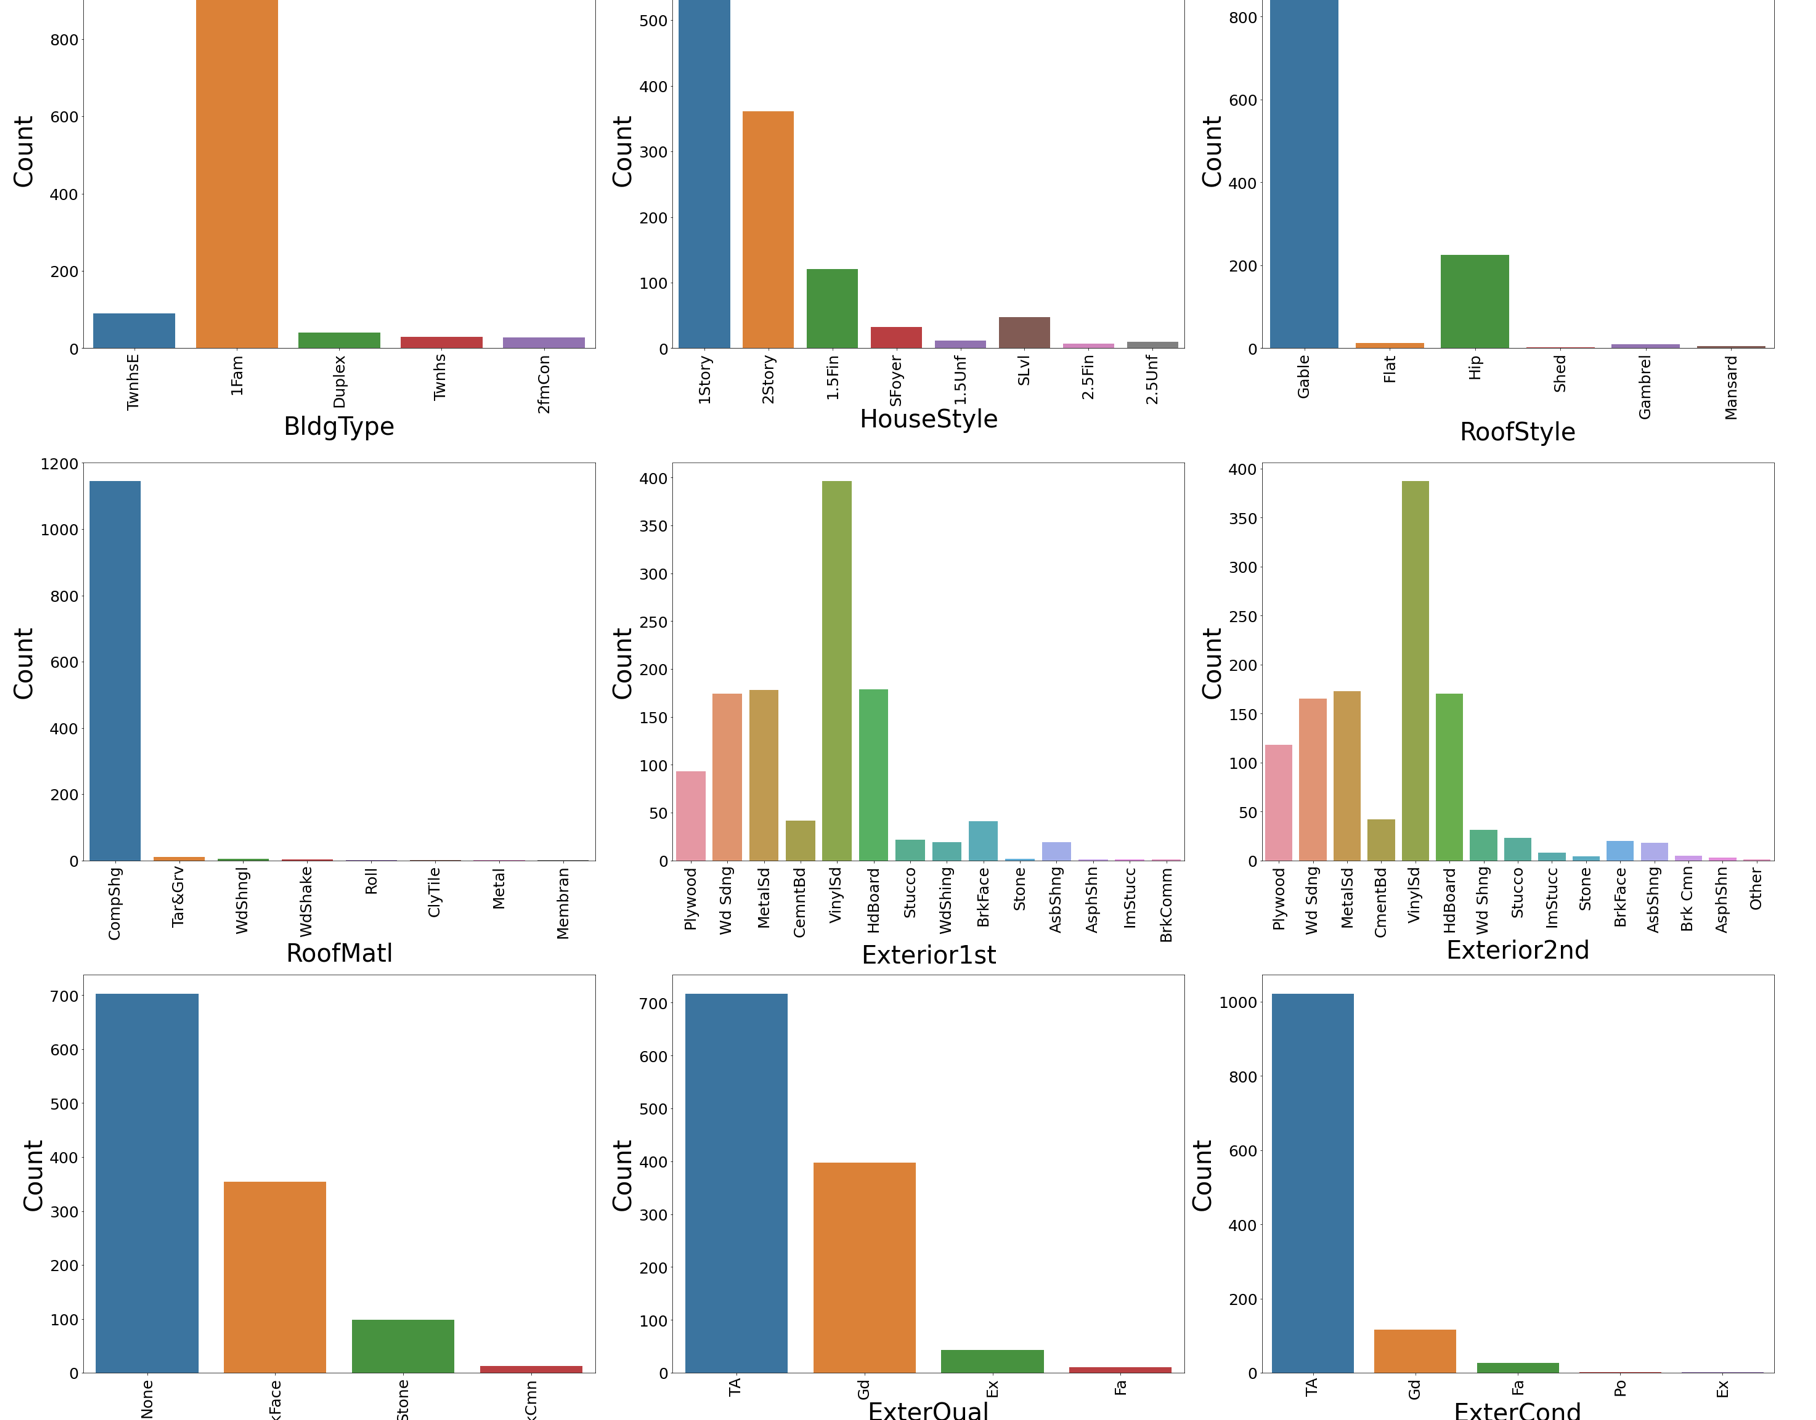 800
600
400
200
0
Count
TwnhsE
1Fam
Duplex
Twnhs
2fmCon
BldgType
500
400
300
200
100
0
Count
1Story
2Story
1.5Fin
SFoyer
1.5Unf
SLvl
2.5Fin
2.5Unf
HouseStyle
800
600
400
200
0
Count
Gable
Flat
Hip
Shed
Gambrel
Mansard
RoofStyle
1200
1000
800
600
400
200
0
Count
CompShg
Tar&Grv
WdShngl
WdShake
Roll
ClyTile
Metal
Membran
RoofMatl
400
350
300
250
200
150
100
50
0
Count
Plywood
Wd Sdng
MetalSd
CemntBd
VinylSd
HdBoard
Stucco
WdShing
BrkFace
Stone
AsbShng
AsphShn
ImStucc
BrkComm
Exterior1st
400
350
300
250
200
150
100
50
0
Count
Plywood
Wd Sdng
MetalSd
CmentBd
VinylSd
HdBoard
Wd Shng
Stucco
ImStucc
Stone
BrkFace
AsbShng
Brk Cmn
AsphShn
Other
Exterior2nd
700
600
500
400
300
200
100
0
Count
None
kFace
Stone
kCmn
700
600
500
400
300
200
100
0
Count
TA
Gd
Ex
Fa
ExterQual
1000
800
600
400
200
0
Count
TA
Gd
Fa
Po
Ex
ExterCond